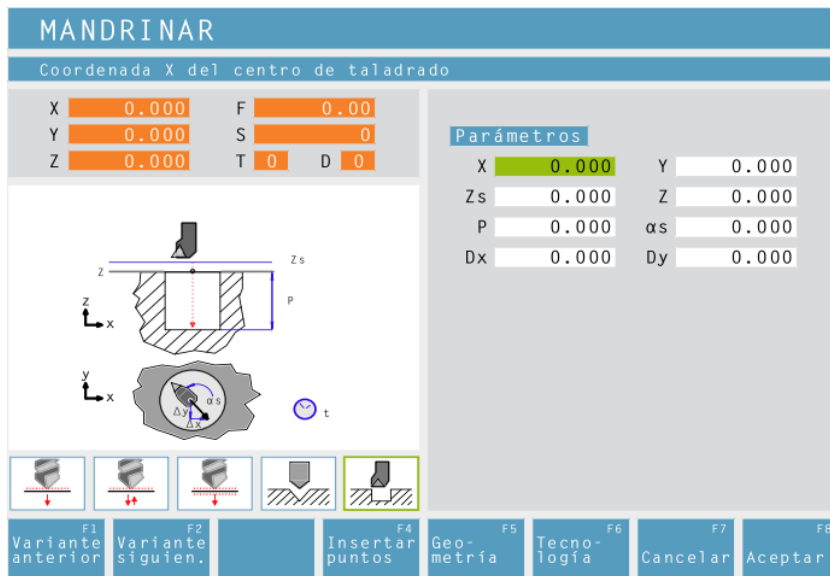 MANDRINAR
Coordenada X del centro de taladrado
X 0.000 F 0.00
Y 0.000 S 0
Z 0.000 T 0 D 0
Parámetros
X 0.000 Y 0.000
Zs 0.000 Z 0.000
P 0.000 αs 0.000
Dx 0.000 Dy 0.000
Zs
Z
P
z
x
y
x
αs
Δy
Δx
t
F1 F2 F4 F5 F6 F7 F8
Variante Variante Insertar Geo- Tecno-
anterior siguien. puntos metría logía Cancelar Aceptar